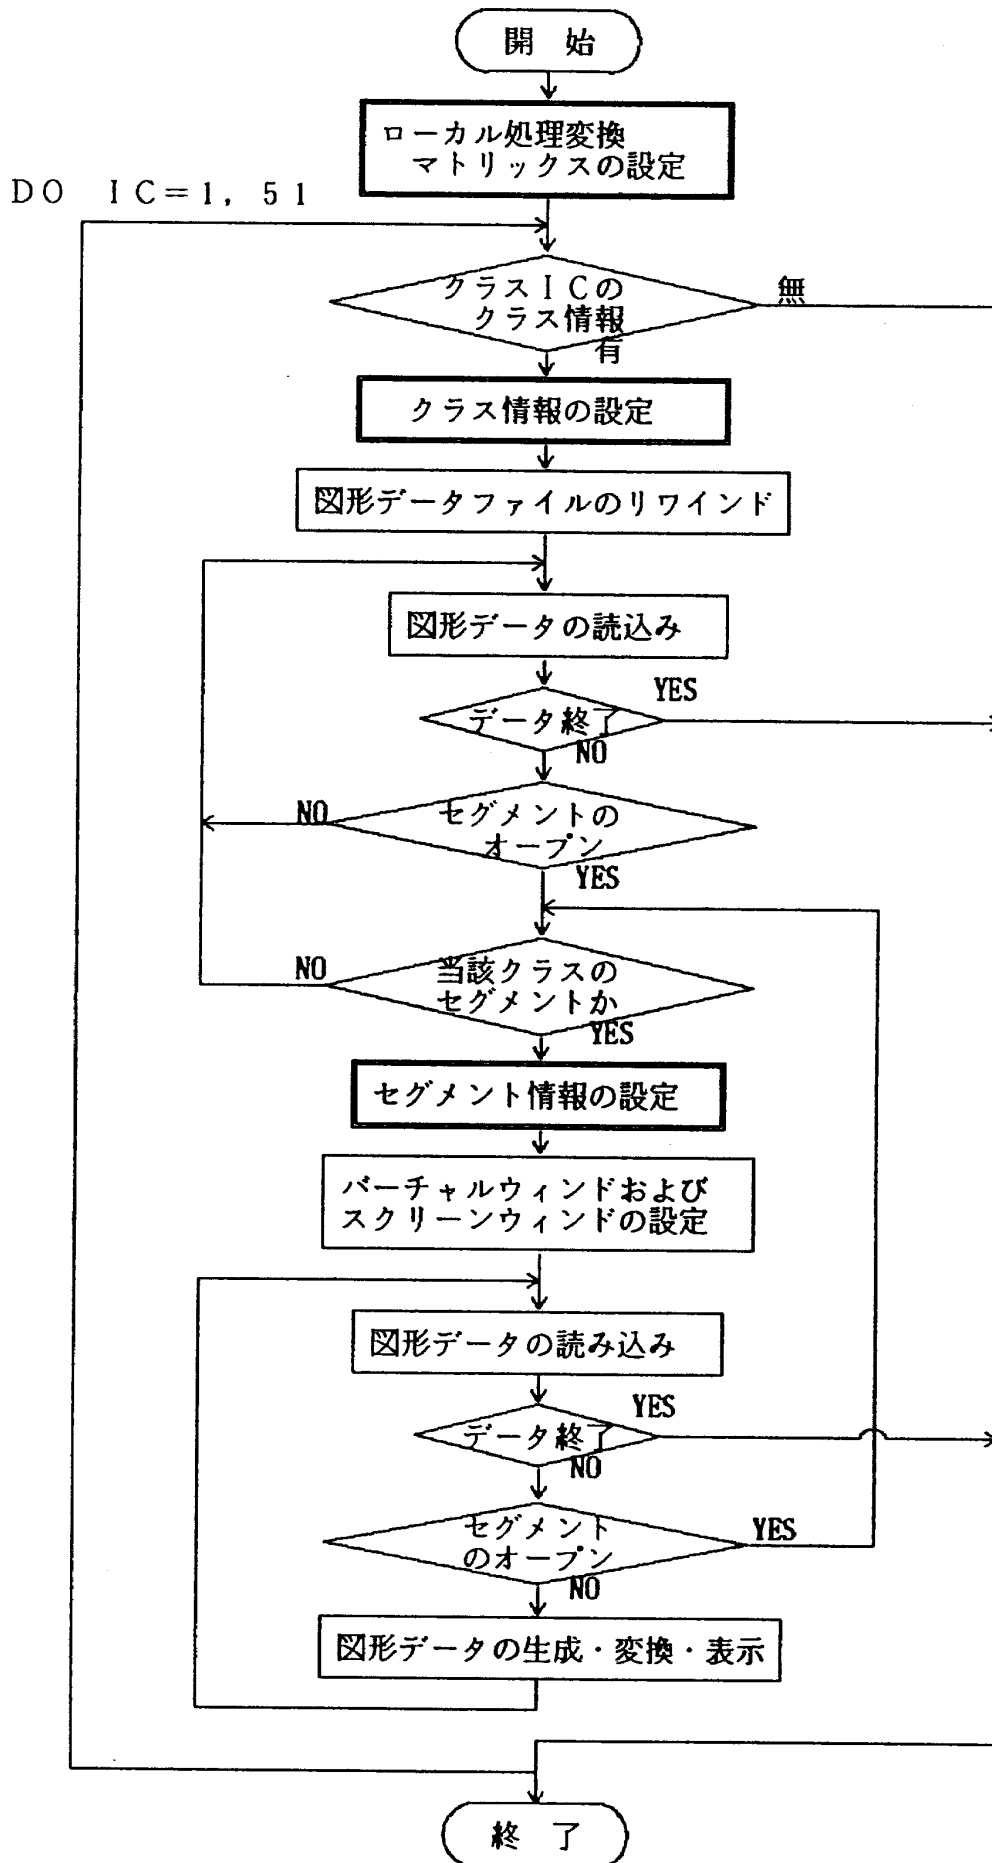 開 始
ローカル処理変換
マトリックスの設定
DO IC=1, 51
クラスICの
クラス情報
無
有
クラス情報の設定
図形データファイルのリワインド
図形データの読込み
YES
データ終了
NO
NO
セグメントの
オープン
YES
NO
当該クラスの
セグメントか
YES
セグメント情報の設定
バーチャルウィンドおよび
スクリーンウィンドの設定
図形データの読み込み
YES
データ終了
NO
セグメント
のオープン
YES
NO
図形データの生成・変換・表示
終 了